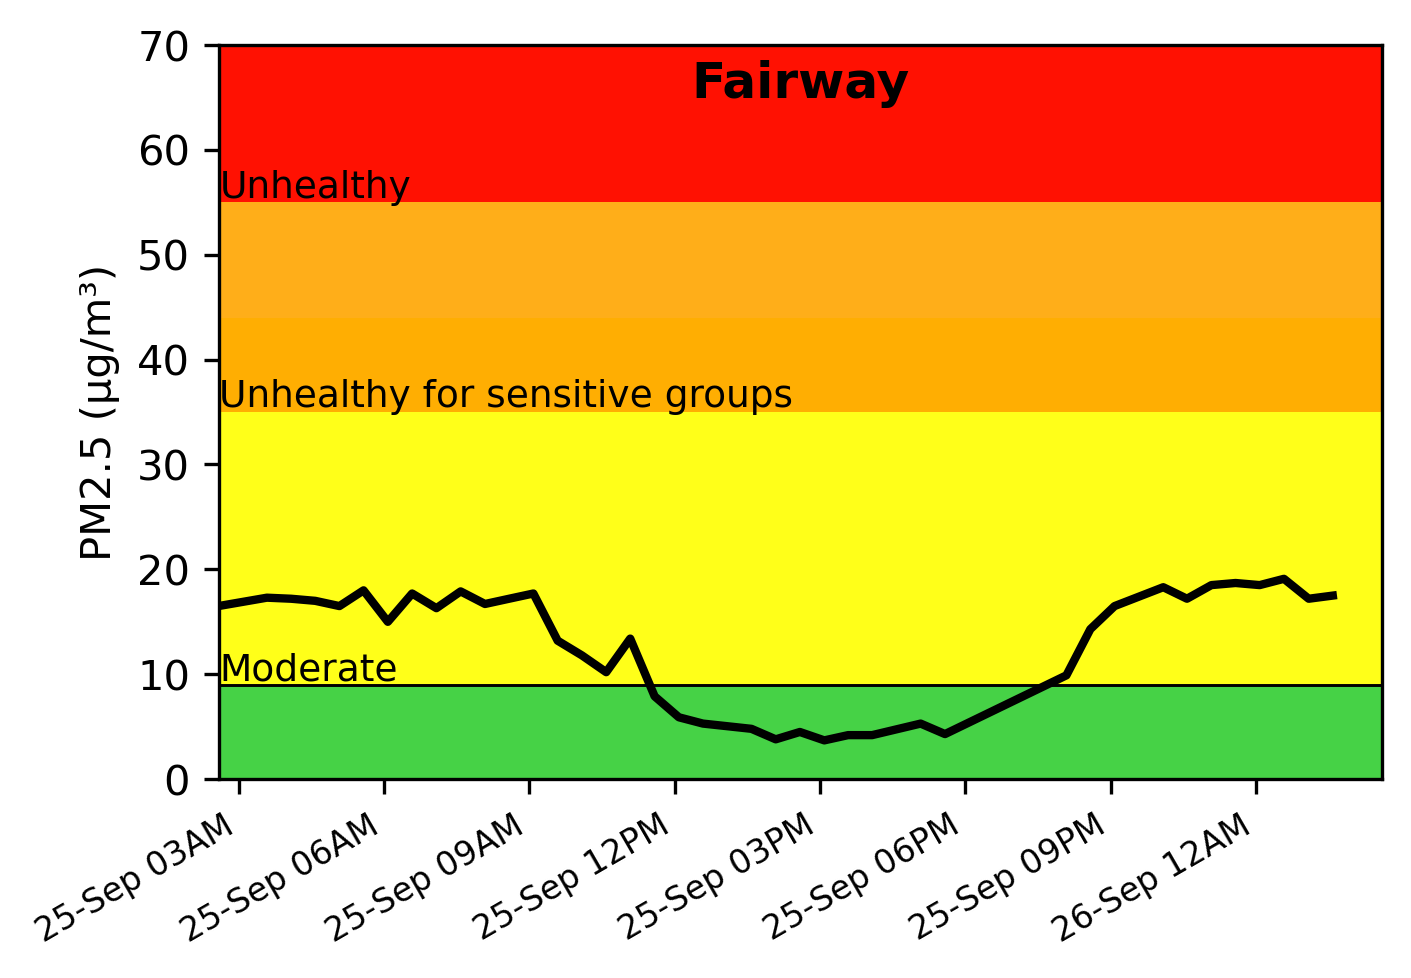 Fairway
70
60
Unhealthy
50
40
Unhealthy for sensitive groups
30
20
Moderate
10
0
PM2.5 (µg/m³)
25-Sep 03AM
25-Sep 06AM
25-Sep 09AM
25-Sep 12PM
25-Sep 03PM
25-Sep 06PM
25-Sep 09PM
26-Sep 12AM